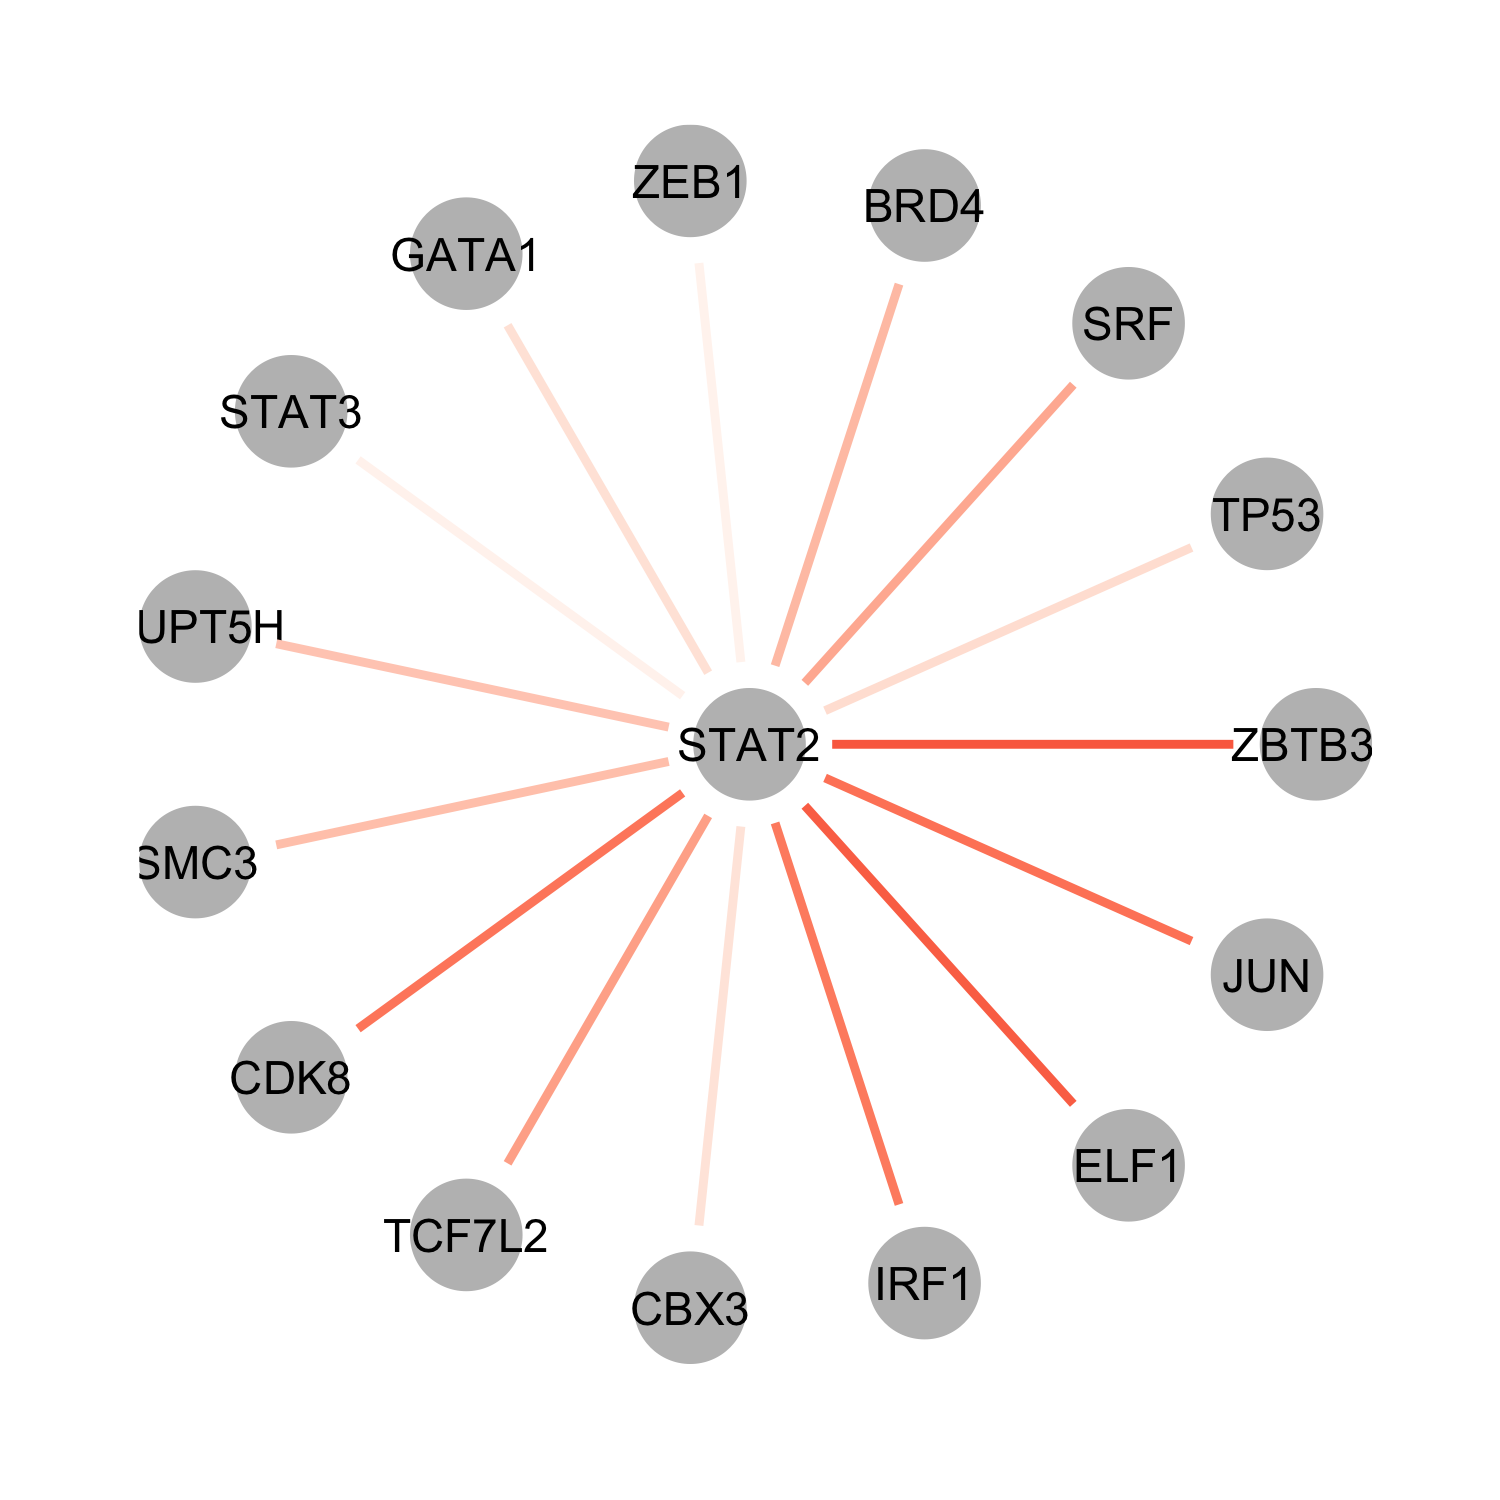 ZEB1
BRD4
GATA1
SRF
STAT3
TP53
UPT5H
STAT2
ZBTB3
SMC3
JUN
CDK8
ELF1
TCF7L2
IRF1
CBX3